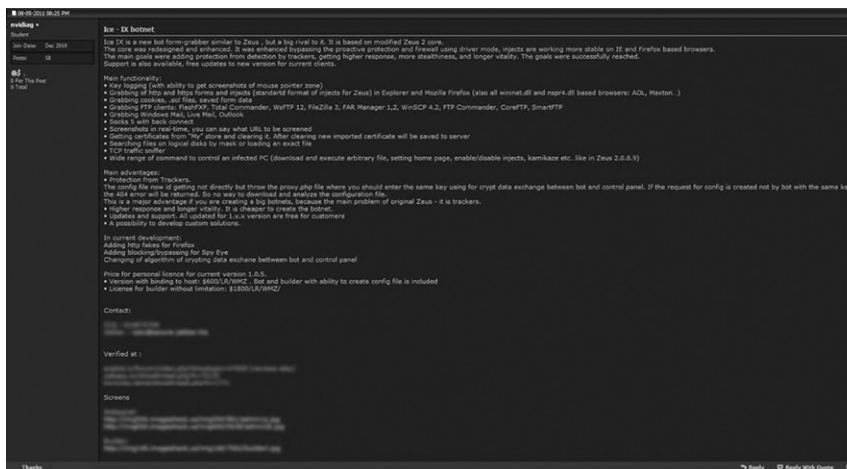 08-05-2011 08:25 PM
nvidiag
Student
Join Date: Dec 2010
Posts: 58
0 For This Post
0 Total
Ice - IX botnet
Ice IX is a new bot form-grabber similar to Zeus , but a big rival to it. It is based on modified Zeus 2 core.
The core was redesigned and enhanced. It was enhanced bypassing the proactive protection and firewall using driver mode, injects are working more stable on IE and Firefox based browsers.
The main goals were adding protection from detection by trackers, getting higher response, more stealthness, and longer vitality. The goals were successfully reached.
Support is also available, free updates to new version for current clients.
Main functionality:
• Key logging (with ability to get screenshots of mouse pointer zone)
• Grabbing of http and https forms and injects (standartd format of injects for Zeus) in Explorer and Mozilla Firefox (also all wininet.dll and nspr4.dll based browsers: AOL, Maxton..)
• Grabbing cookies, .sol files, saved form data
• Grabbing FTP clients: FlashFXP, Total Commander, WsFTP 12, FileZilla 3, FAR Manager 1,2, WinSCP 4.2, FTP Commander, CoreFTP, SmartFTP
• Grabbing Windows Mail, Live Mail, Outlook
• Socks 5 with back connect
• Screenshots in real-time, you can say what URL to be screened
• Getting certificates from "My" store and clearing it. After clearing new imported certificate will be saved to server
• Searching files on logical disks by mask or loading an exact file
• TCP traffic sniffer
• Wide range of command to control an infected PC (download and execute arbitrary file, setting home page, enable/disable injects, kamikaze etc. like in Zeus 2.0.8.9)
Main advantages:
• Protection from Trackers.
The config file now id getting not directly but throw the proxy.php file where you should enter the same key using for crypt data exchange between bot and control panel. If the request for config is created not by bot with the same ke
the 404 error will be returned. So no way to download and analyze the configuration file.
This is a major advantage if you are creating a big botnets, because the main problem of original Zeus - it is trackers.
• Higher response and longer vitality. It is cheaper to create the botnet.
• Updates and support. All updated for 1.x.x version are free for customers
• A possibility to develop custom solutions.
In current development:
Adding http fakes for Firefox
Adding blocking/bypassing for Spy Eye
Changing of algorithm of crypting data exchane bettween bot and control panel
Price for personal licence for current version 1.0.5.
• Version with binding to host: $600/LR/WMZ . Bot and builder with ability to create config file is included
• License for builder without limitation: $1800/LR/WMZ/
Contact:
Verified at :
Screens
Thanks
Reply
Reply With Quote